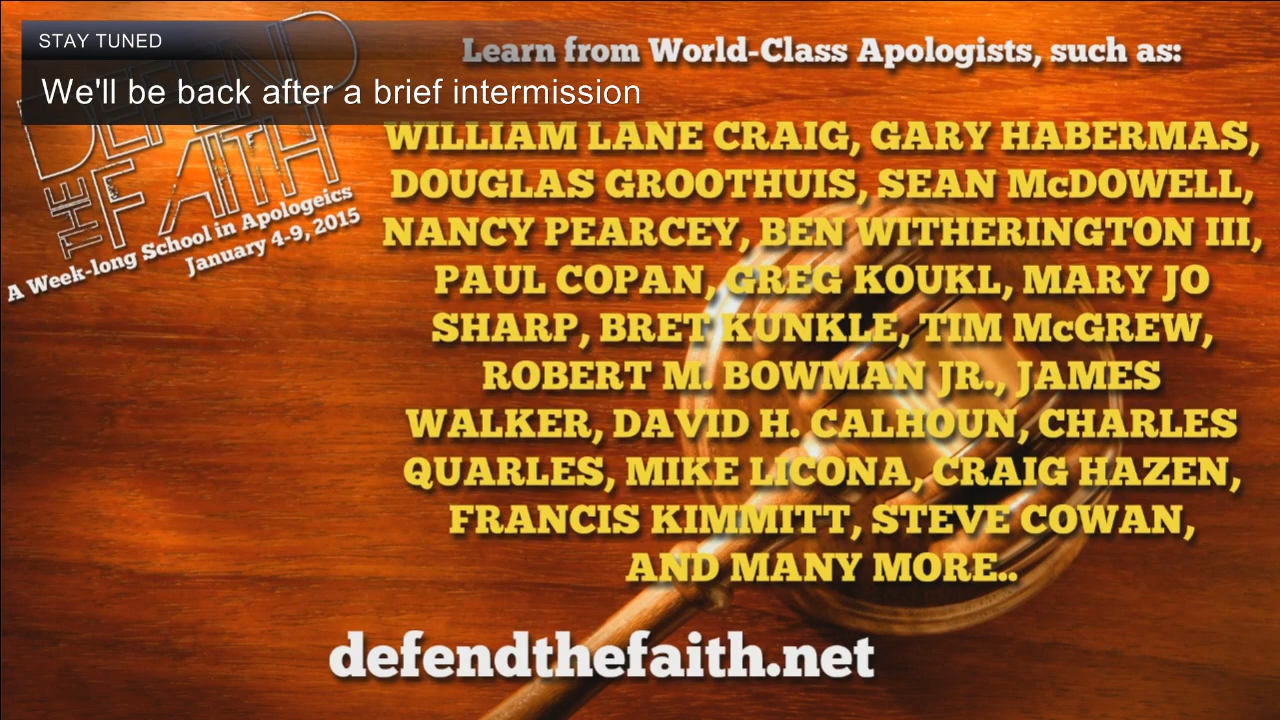 STAY TUNED
We'll be back after a brief intermission
DEFEND
THE FAITH
A Week-long School in Apologeics
January 4-9, 2015
Learn from World-Class Apologists, such as:
WILLIAM LANE CRAIG, GARY HABERMAS,
DOUGLAS GROOTHUIS, SEAN McDOWELL,
NANCY PEARCEY, BEN WITHERINGTON III,
PAUL COPAN, GREG KOUKL, MARY JO
SHARP, BRET KUNKLE, TIM McGREW,
ROBERT M. BOWMAN JR., JAMES
WALKER, DAVID H. CALHOUN, CHARLES
QUARLES, MIKE LICONA, CRAIG HAZEN,
FRANCIS KIMMITT, STEVE COWAN,
AND MANY MORE..
defendthefaith.net